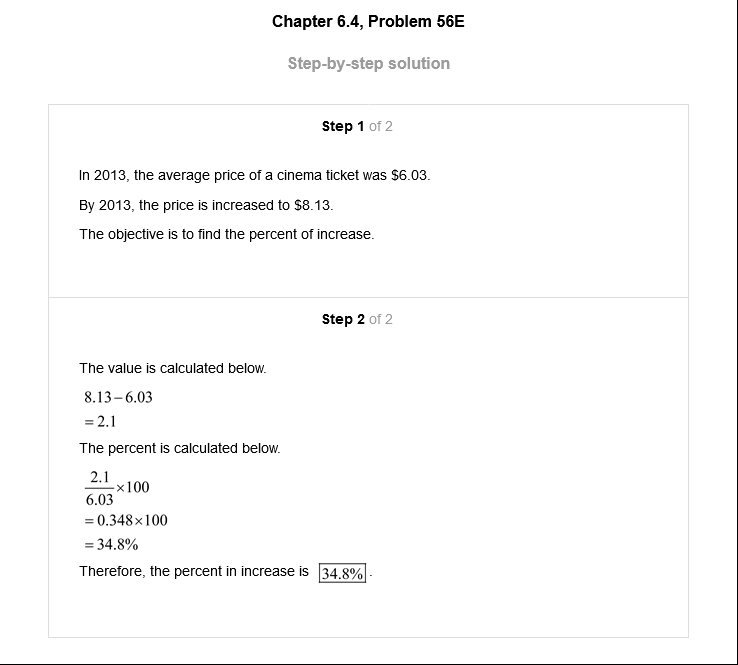 Chapter 6.4, Problem 56E
Step-by-step solution
Step 1 of 2
In 2013, the average price of a cinema ticket was $6.03.
By 2013, the price is increased to $8.13.
The objective is to find the percent of increase.
Step 2 of 2
The value is calculated below.
8.13−6.03
=2.1
The percent is calculated below.
2.1
×100
6.03
=0.348×100
=34.8%
Therefore, the percent in increase is 34.8%.